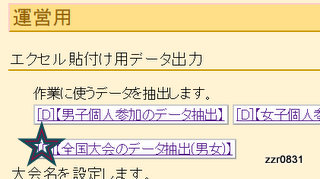 運営用
エクセル貼付け用データ出力
作業に使うデータを抽出します。
[D]【男子個人参加のデータ抽出】 [D]【女子個人参
【全国大会のデータ抽出(男女)】
zzr0831
大会名を設定します。